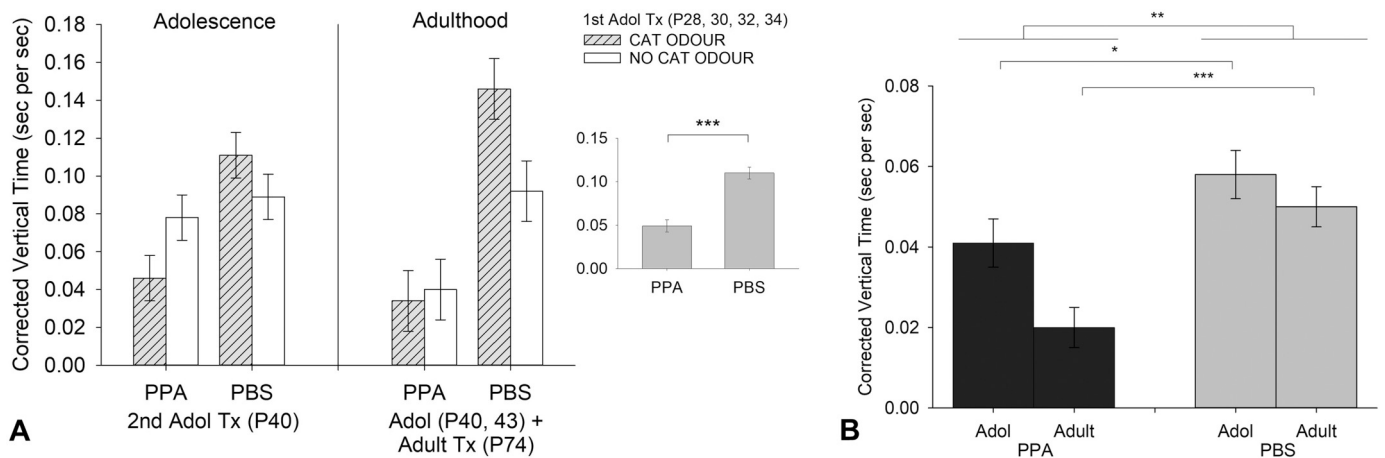 Adolescence
Adulthood
Corrected Vertical Time (sec per sec)
0.18
0.16
0.14
0.12
0.10
0.08
0.06
0.04
0.02
0.00
PPA PBS
2nd Adol Tx (P40)
PPA PBS
Adol (P40, 43) +
Adult Tx (P74)
A
1st Adol Tx (P28, 30, 32, 34)
CAT ODOUR
NO CAT ODOUR
***
0.15
0.10
0.05
0.00
PPA PBS
**
*
***
Corrected Vertical Time (sec per sec)
0.08
0.06
0.04
0.02
0.00
Adol Adult Adol Adult
PPA PBS
B